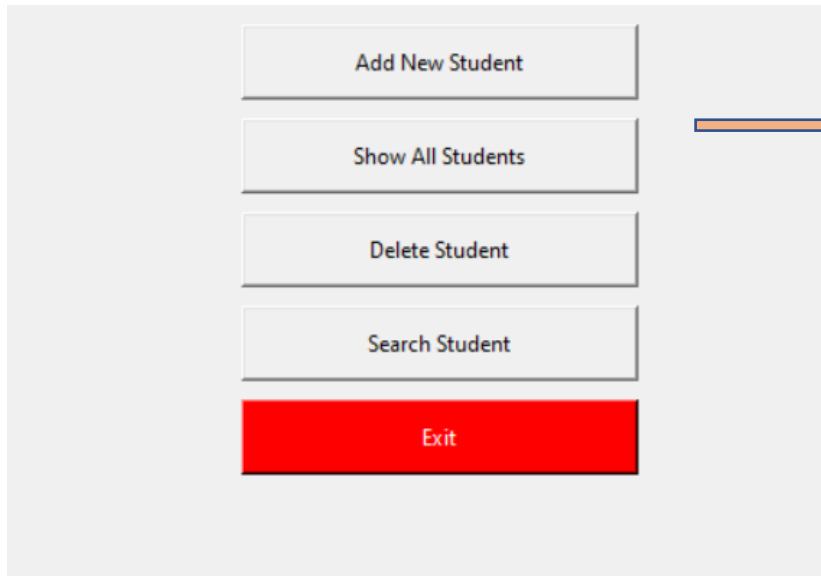 Add New Student
Show All Students
Delete Student
Search Student
Exit